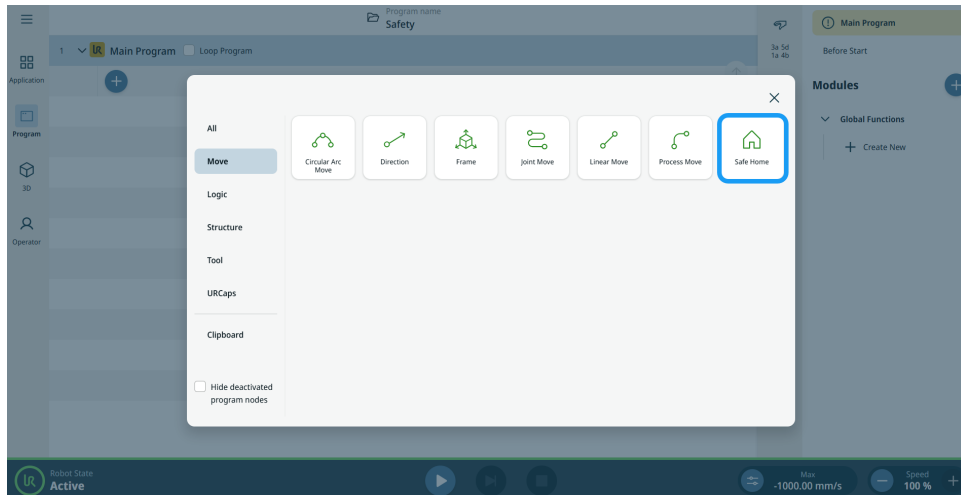 Program name
Safety
1 Main Program Loop Program
Application
Program
3D
Operator
All
Move
Logic
Structure
Tool
URCaps
Clipboard
Hide deactivated
program nodes
Circular Arc
Move
Direction
Frame
Joint Move
Linear Move
Process Move
Safe Home
3a 5d
1a 4b
Main Program
Before Start
Modules
Global Functions
Create New
UR
Robot State
Active
Max
-1000.00 mm/s
Speed
100 %